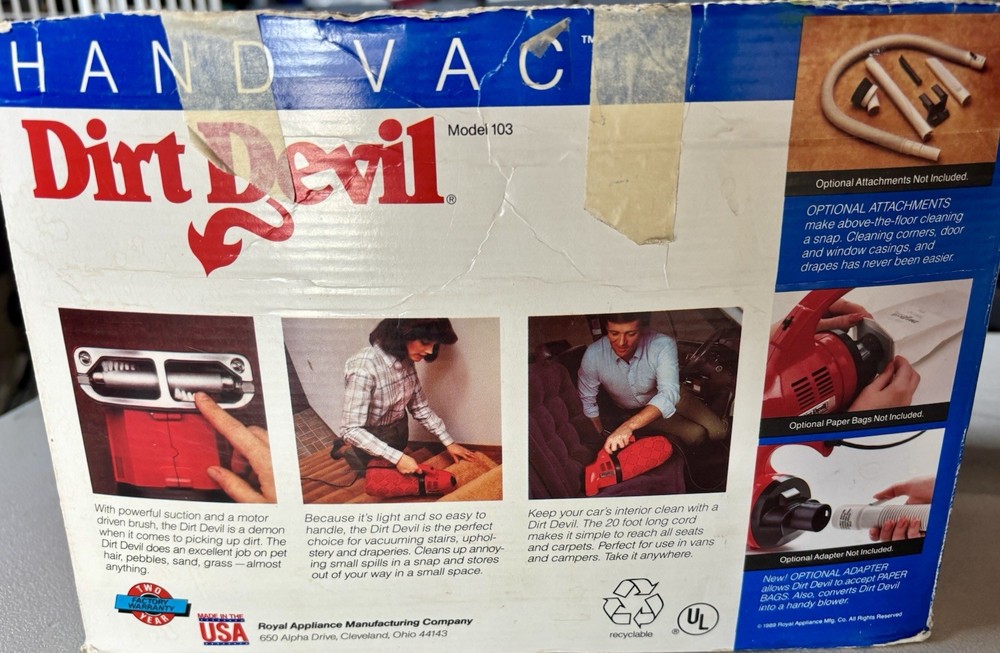 HAND VAC™
Dirt Devil®
Model 103
With powerful suction and a motor
driven brush, the Dirt Devil is a demon
when it comes to picking up dirt. The
Dirt Devil does an excellent job on pet
hair, pebbles, sand, grass — almost
anything.
Because it's light and so easy to
handle, the Dirt Devil is the perfect
choice for vacuuming stairs, uphol-
stery and draperies. Cleans up annoy-
ing small spills in a snap and stores
out of your way in a small space.
Keep your car's interior clean with a
Dirt Devil. The 20 foot long cord
makes it simple to reach all seats
and carpets. Perfect for use in vans
and campers. Take it anywhere.
TWO
FACTORY
WARRANTY
YEAR
MADE IN THE
USA
Royal Appliance Manufacturing Company
650 Alpha Drive, Cleveland, Ohio 44143
recyclable
® UL
Optional Attachments Not Included.
OPTIONAL ATTACHMENTS
make above-the-floor cleaning
a snap. Cleaning corners, door
and window casings, and
drapes has never been easier.
Optional Paper Bags Not Included.
Optional Adapter Not Included.
New! OPTIONAL ADAPTER
allows Dirt Devil to accept PAPER
BAGS. Also, converts Dirt Devil
into a handy blower.
© 1989 Royal Appliance Mfg. Co. All Rights Reserved